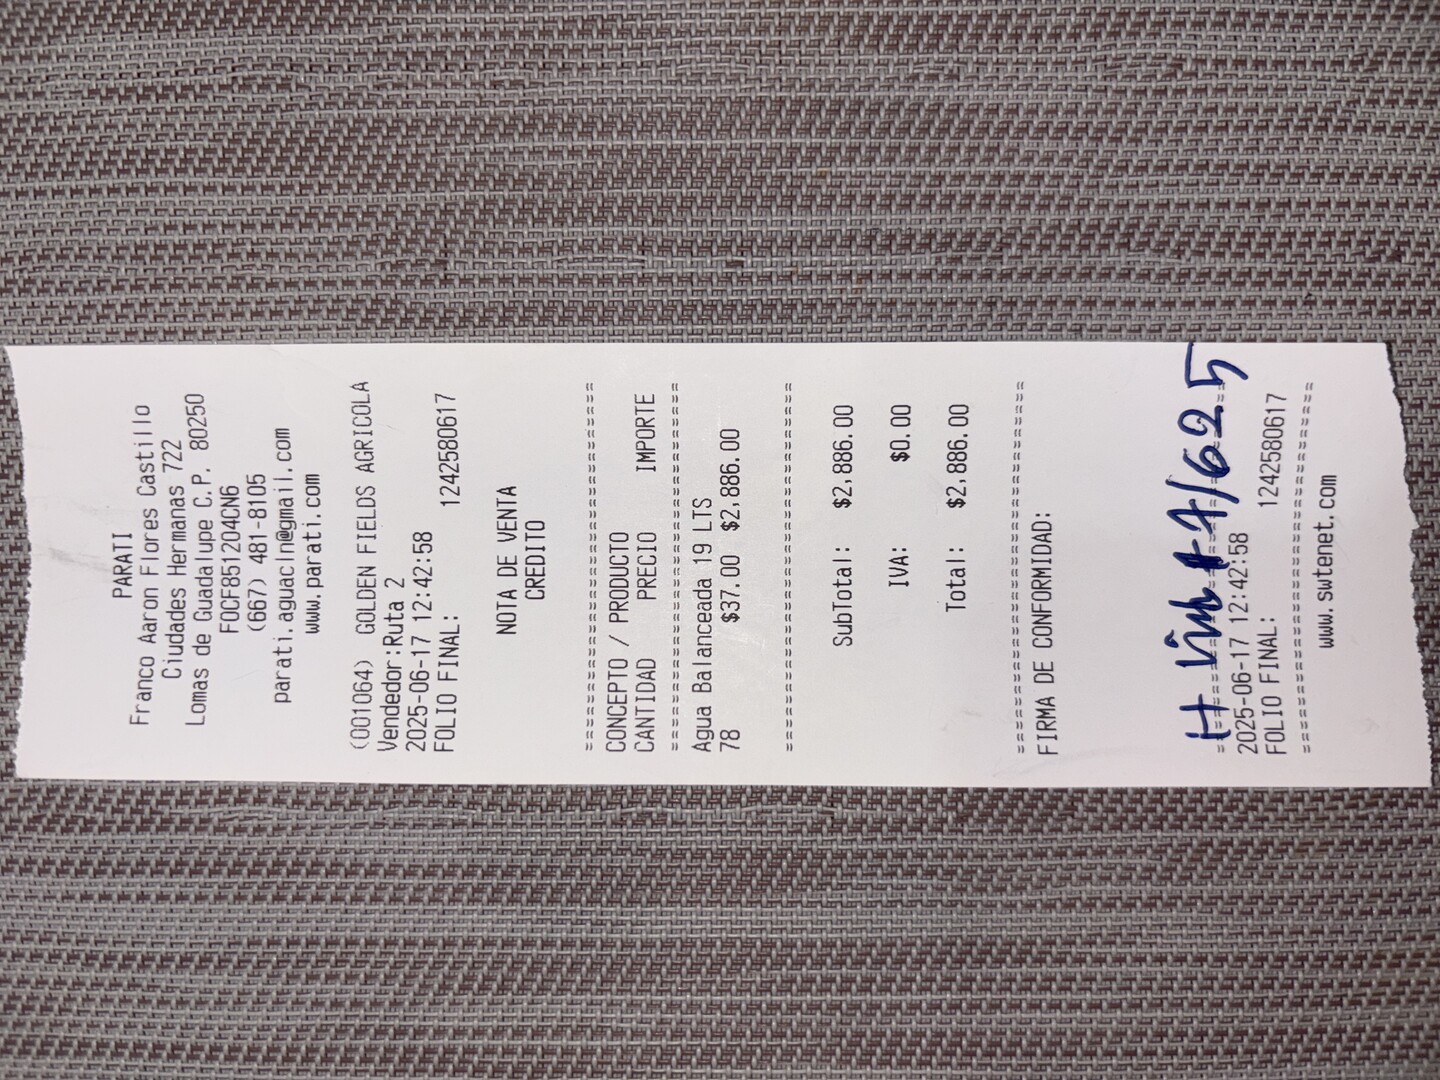 PARATI
Franco Aaron Flores Castillo
Ciudades Hermanas 722
Lomas de Guadalupe C.P. 80250
FOCF851204CN6
(667) 481-8105
parati.aguacln@gmail.com
www.parati.com
(001064) GOLDEN FIELDS AGRICOLA
Vendedor:Ruta 2
2025-06-17 12:42:58
FOLIO FINAL: 1242580617
NOTA DE VENTA
CREDITO
================================
CONCEPTO / PRODUCTO
CANTIDAD PRECIO IMPORTE
================================
Agua Balanceada 19 LTS
78 $37.00 $2,886.00
================================
SubTotal: $2,886.00
IVA: $0.00
Total: $2,886.00
================================
FIRMA DE CONFORMIDAD:
================================
2025-06-17 12:42:58
FOLIO FINAL: 1242580617
================================
www.swtenet.com